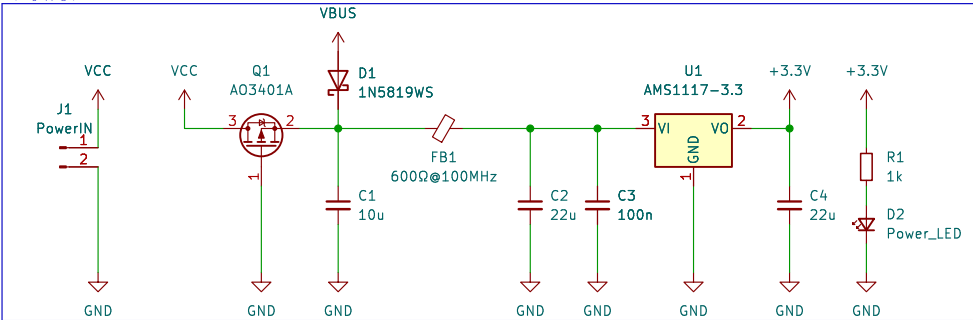 VBUS
VCC
VCC
Q1
AO3401A
D1
1N5819WS
U1
AMS1117-3.3
+3.3V
+3.3V
J1
PowerIN
1
2
3
2
1
FB1
600Ω@100MHz
3
VI
VO
2
GND
1
C1
10u
C2
22u
C3
100n
C4
22u
R1
1k
D2
Power_LED
GND
GND
GND
GND
GND
GND
GND
GND